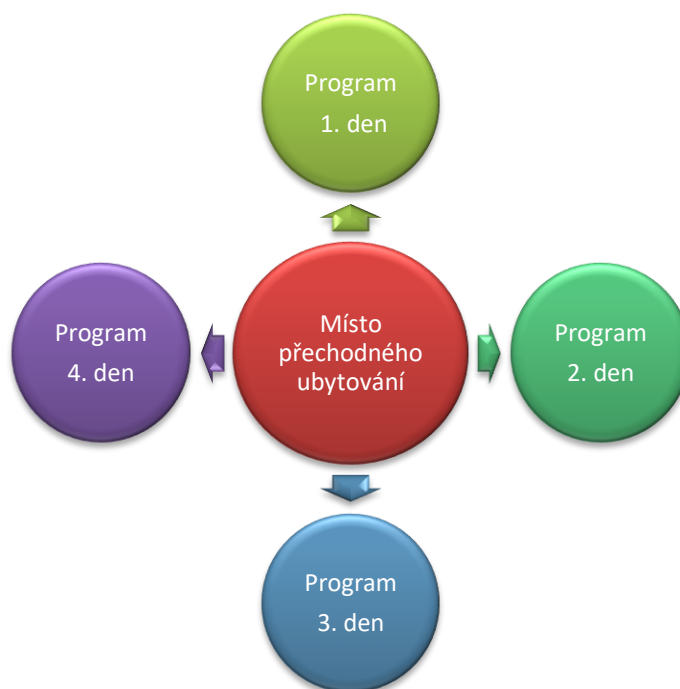 Program
1. den
Program
4. den
Místo
přechodného
ubytování
Program
2. den
Program
3. den